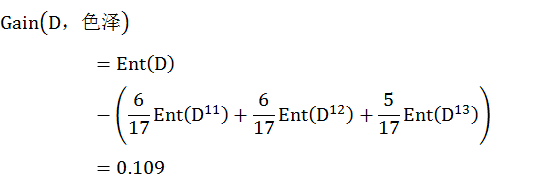 Gain(D，色泽)
= Ent(D)
−(6/17 Ent(D¹¹) + 6/17 Ent(D¹²) + 5/17 Ent(D¹³))
= 0.109